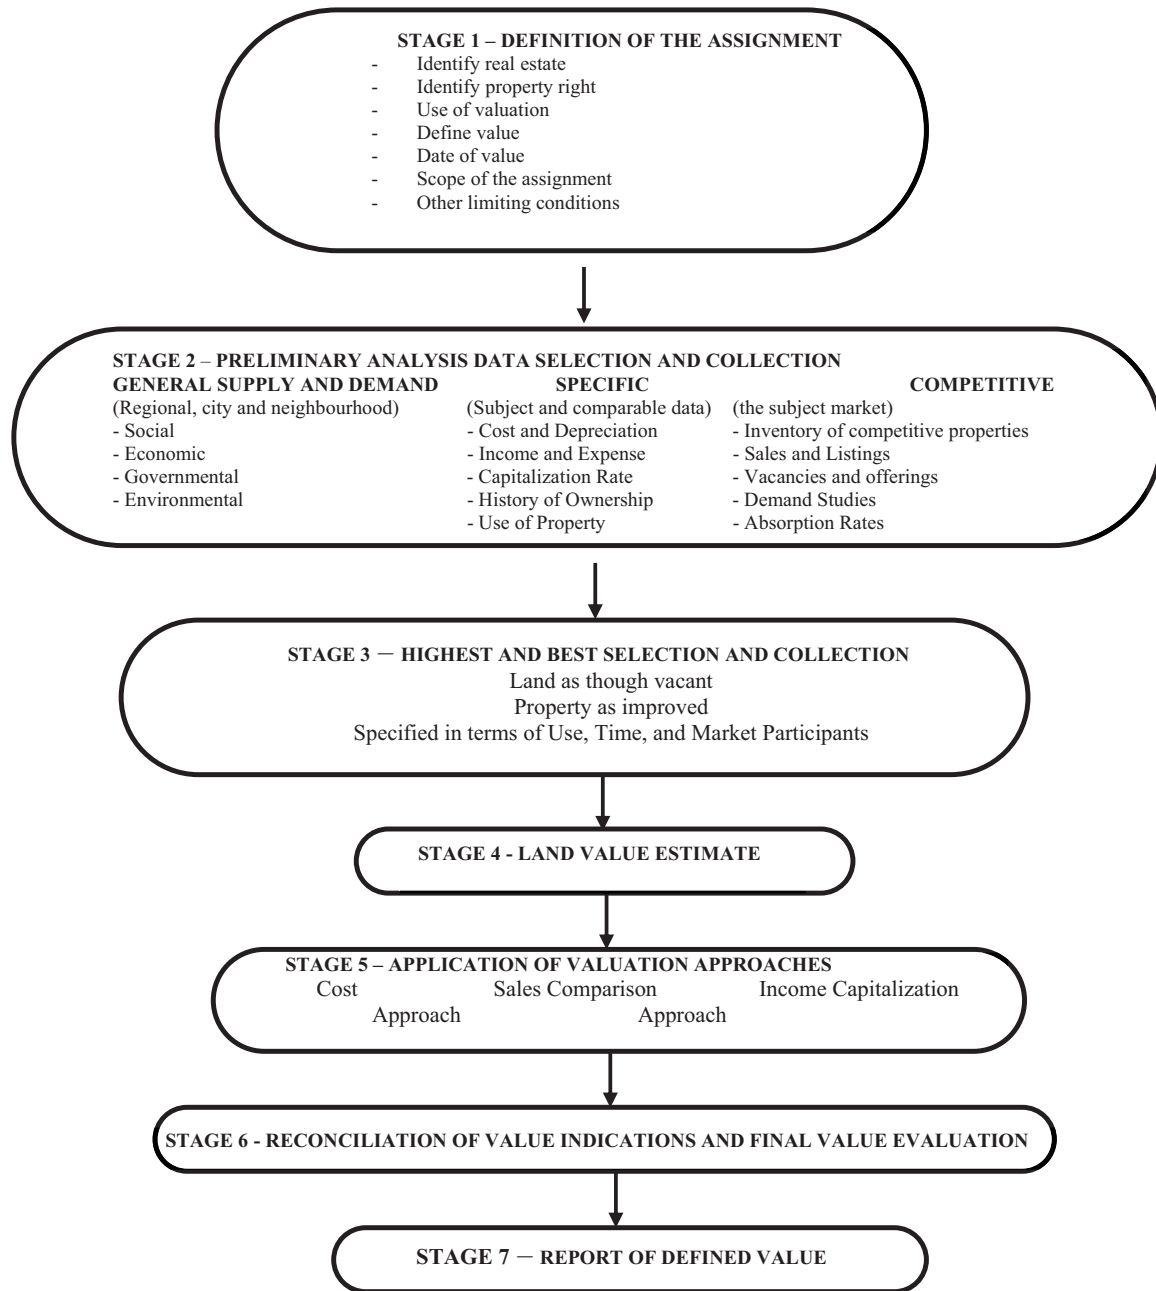 STAGE 1 – DEFINITION OF THE ASSIGNMENT
- Identify real estate
- Identify property right
- Use of valuation
- Define value
- Date of value
- Scope of the assignment
- Other limiting conditions
STAGE 2 – PRELIMINARY ANALYSIS DATA SELECTION AND COLLECTION
GENERAL SUPPLY AND DEMAND SPECIFIC COMPETITIVE
(Regional, city and neighbourhood) (Subject and comparable data) (the subject market)
- Social - Cost and Depreciation - Inventory of competitive properties
- Economic - Income and Expense - Sales and Listings
- Governmental - Capitalization Rate - Vacancies and offerings
- Environmental - History of Ownership - Demand Studies
- Use of Property - Absorption Rates
STAGE 3 — HIGHEST AND BEST SELECTION AND COLLECTION
Land as though vacant
Property as improved
Specified in terms of Use, Time, and Market Participants
STAGE 4 - LAND VALUE ESTIMATE
STAGE 5 – APPLICATION OF VALUATION APPROACHES
Cost Sales Comparison Income Capitalization
Approach Approach
STAGE 6 - RECONCILIATION OF VALUE INDICATIONS AND FINAL VALUE EVALUATION
STAGE 7 — REPORT OF DEFINED VALUE